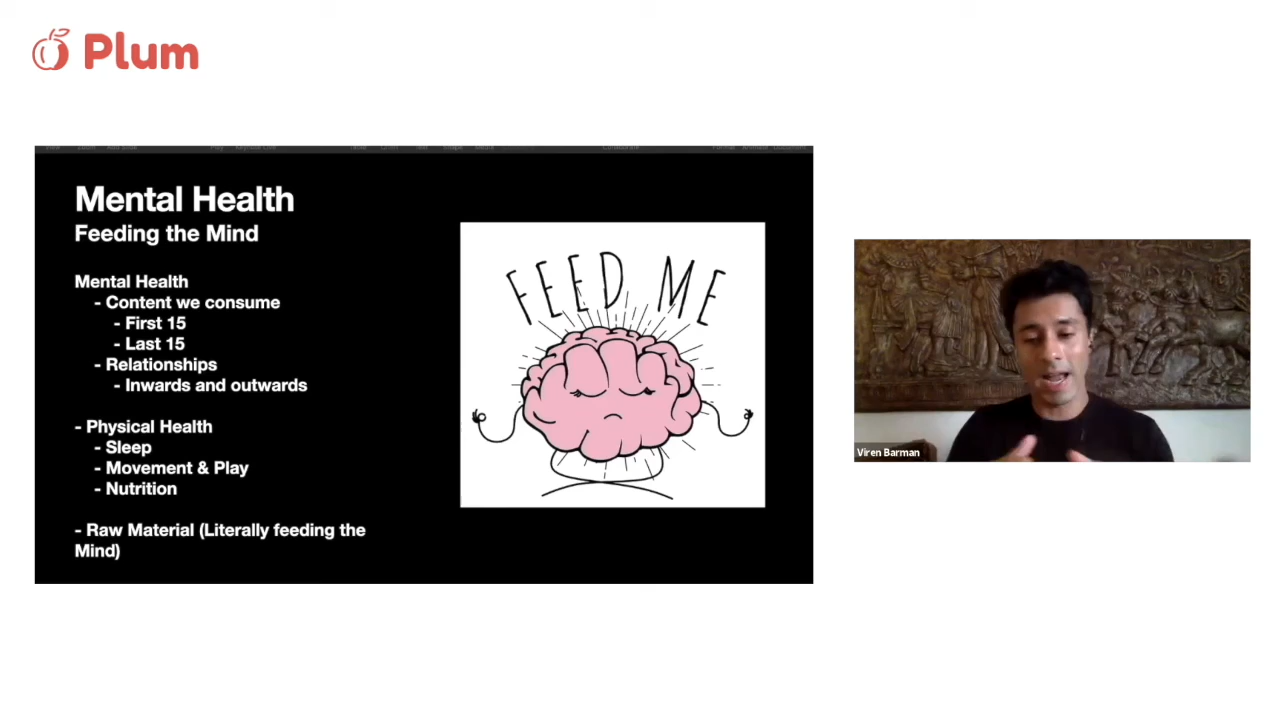 Plum
Mental Health
Feeding the Mind
Mental Health
- Content we consume
- First 15
- Last 15
- Relationships
- Inwards and outwards
- Physical Health
- Sleep
- Movement & Play
- Nutrition
- Raw Material (Literally feeding the
Mind)
FEED ME
Viren Barman